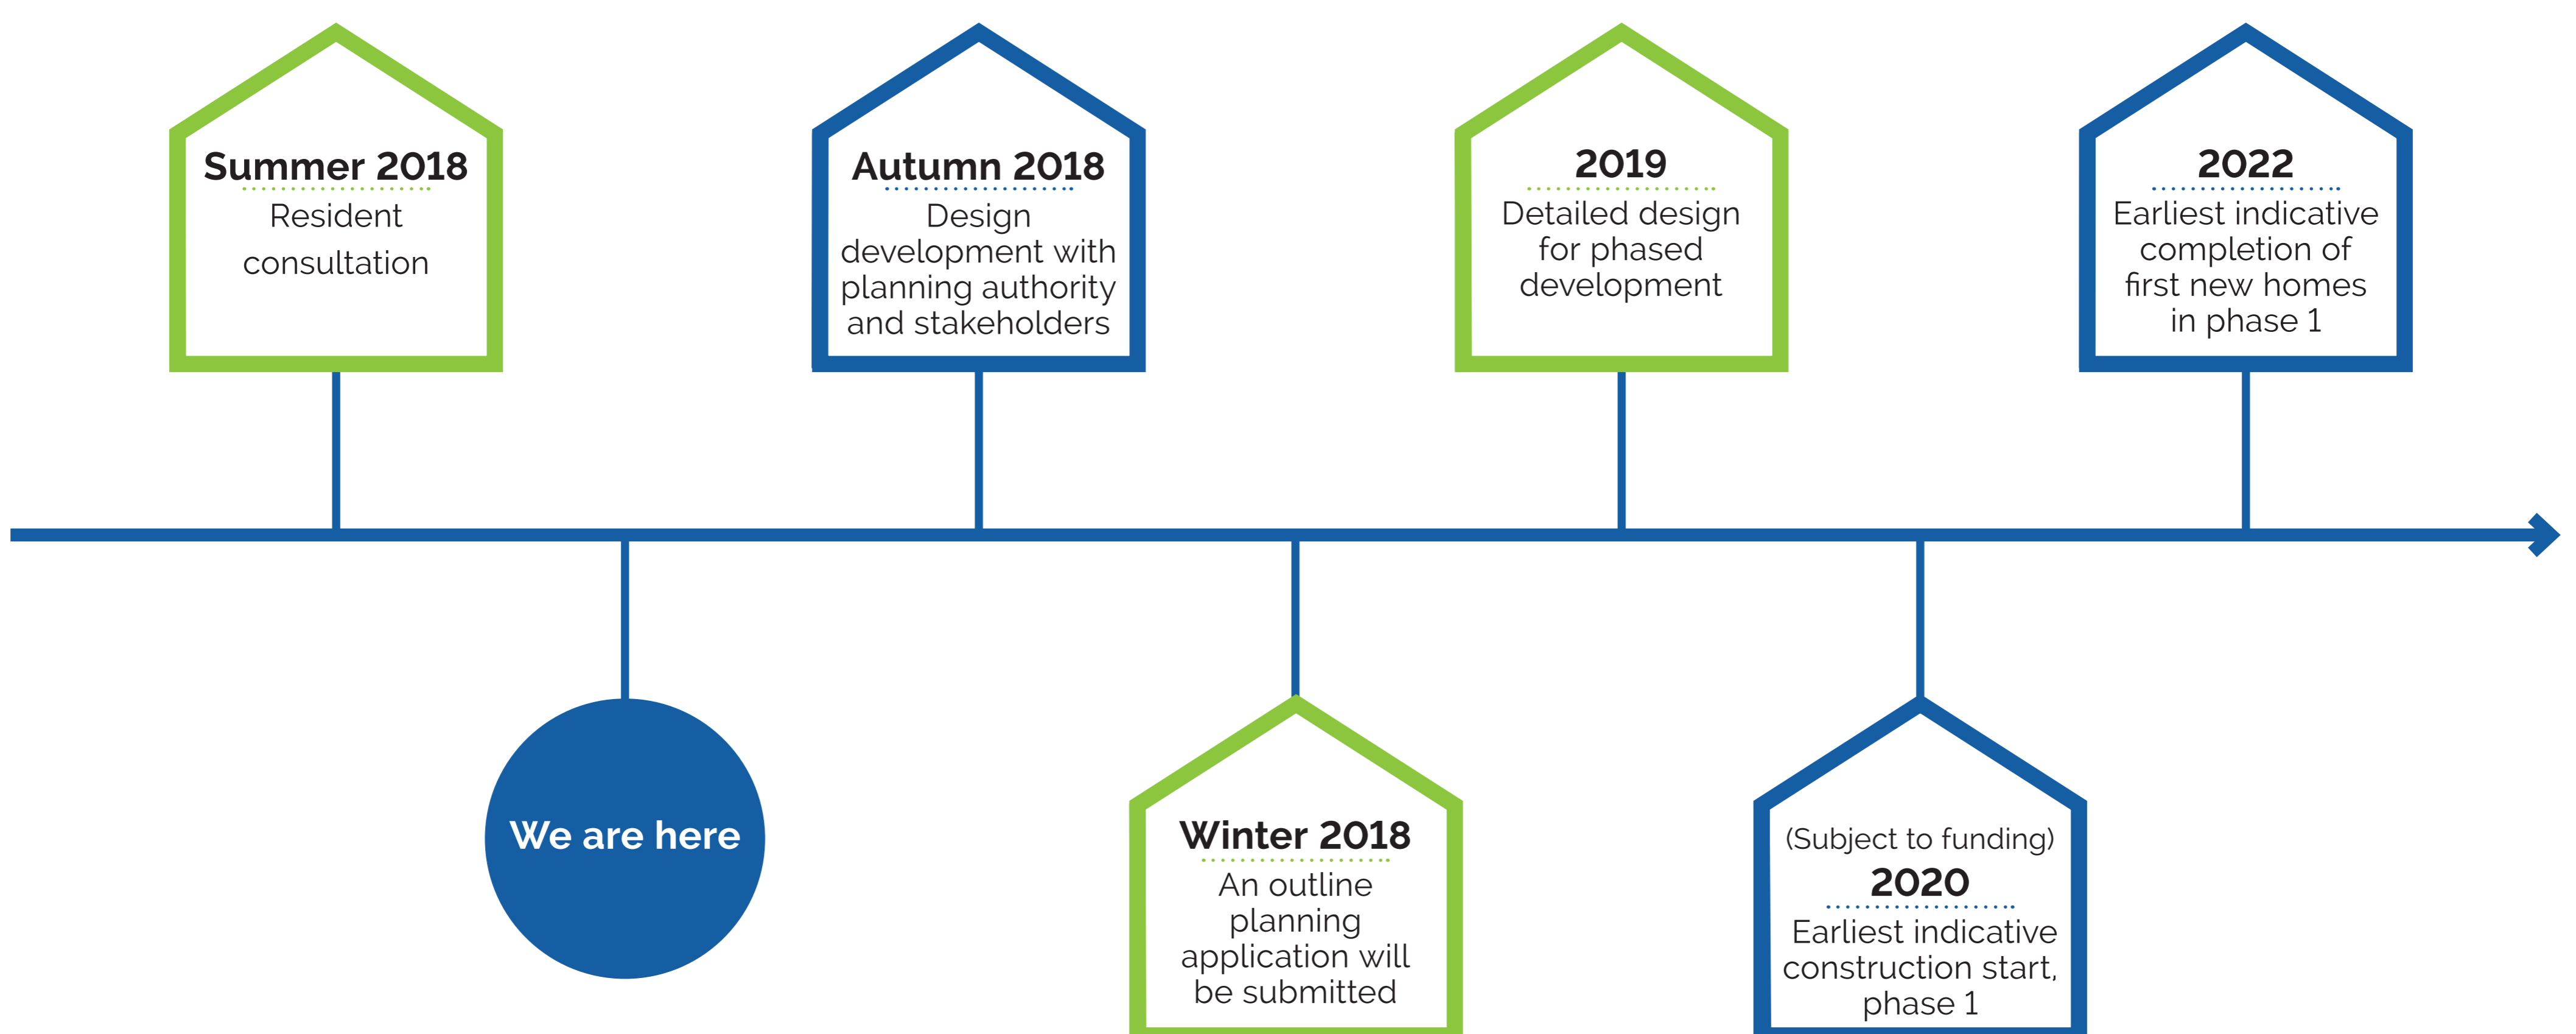 Summer 2018
Resident
consultation
We are here
Autumn 2018
Design
development with
planning authority
and stakeholders
Winter 2018
An outline
planning
application will
be submitted
2019
Detailed design
for phased
development
(Subject to funding)
2020
Earliest indicative
construction start,
phase 1
2022
Earliest indicative
completion of
first new homes
in phase 1